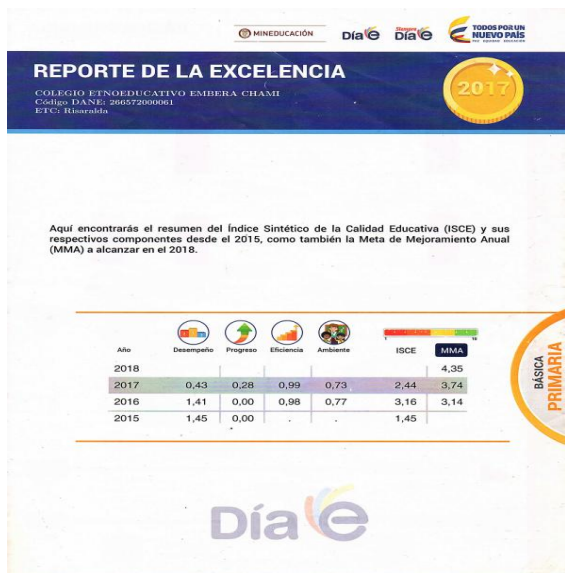 MINEDUCACIÓN
Día e
Siempre Día e
TODOS POR UN
NUEVO PAÍS
PAZ EQUIDAD EDUCACIÓN
REPORTE DE LA EXCELENCIA
COLEGIO ETNOEDUCATIVO EMBERA CHAMI
Código DANE: 266572000061
ETC: Risaralda
2017
Aquí encontrarás el resumen del Índice Sintético de la Calidad Educativa (ISCE) y sus
respectivos componentes desde el 2015, como también la Meta de Mejoramiento Anual
(MMA) a alcanzar en el 2018.
Año Desempeño Progreso Eficiencia Ambiente ISCE MMA
2018 4,35
2017 0,43 0,28 0,99 0,73 2,44 3,74
2016 1,41 0,00 0,98 0,77 3,16 3,14
2015 1,45 0,00 . . 1,45
BÁSICA
PRIMARIA
Día e